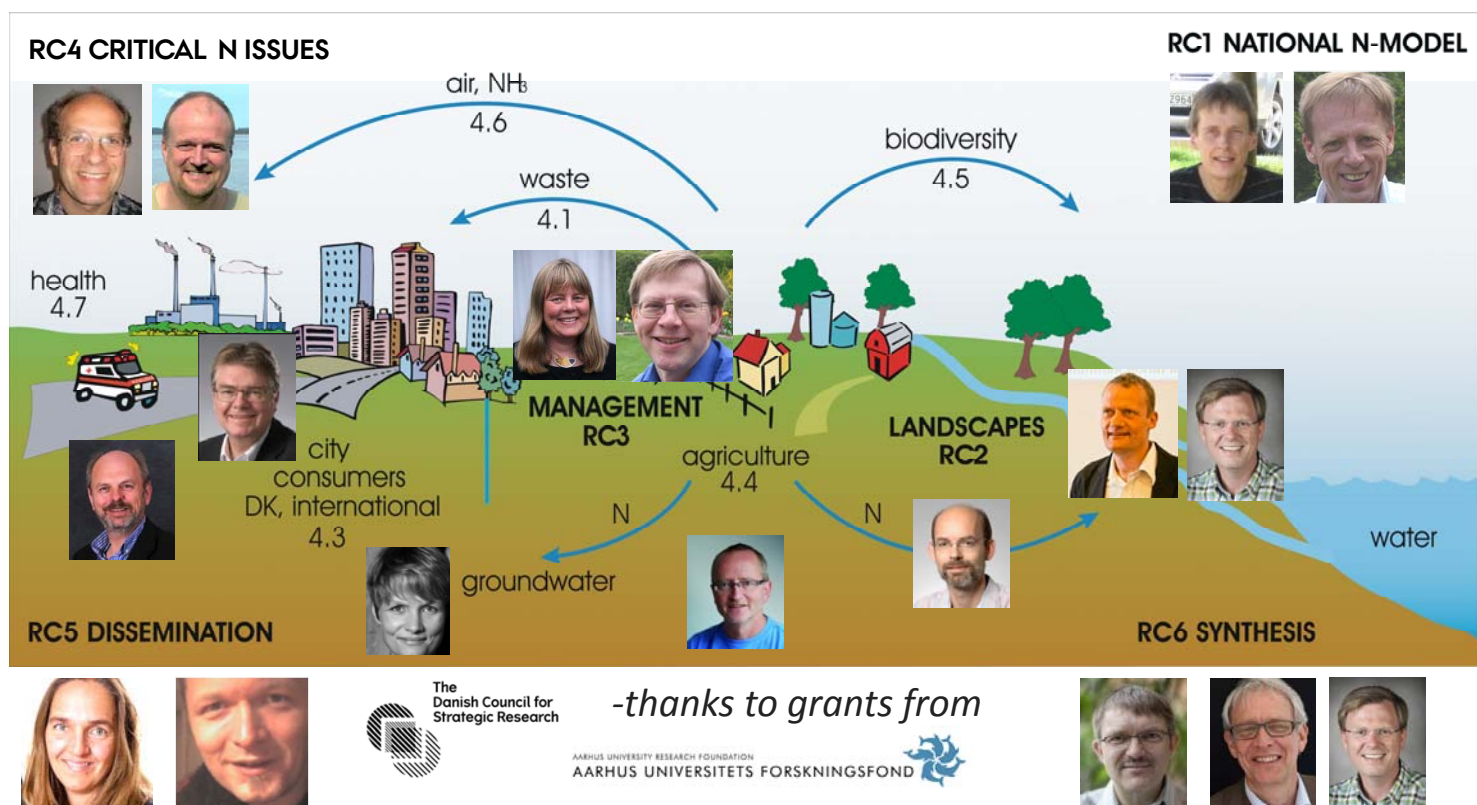 RC4 CRITICAL N ISSUES
RC1 NATIONAL N-MODEL
air, NH3
4.6
biodiversity
4.5
waste
4.1
Z964
health
4.7
MANAGEMENT
RC3
LANDSCAPES
RC2
agriculture
4.4
city
consumers
DK, international
4.3
N
N
groundwater
water
RC5 DISSEMINATION
RC6 SYNTHESIS
The
Danish Council for
Strategic Research
-thanks to grants from
AARHUS UNIVERSITY RESEARCH FOUNDATION
AARHUS UNIVERSITETS FORSKNINGSFOND